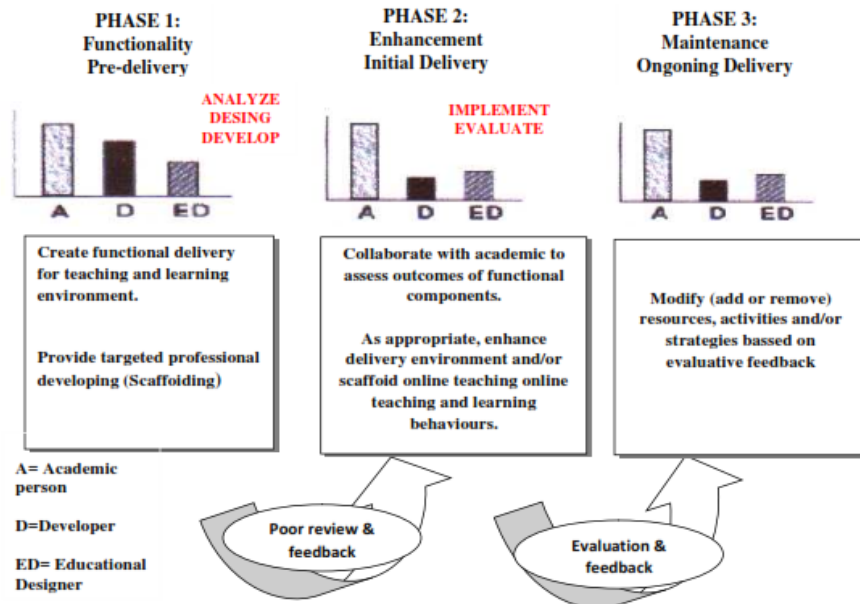 PHASE 1:
Functionality
Pre-delivery
PHASE 2:
Enhancement
Initial Delivery
PHASE 3:
Maintenance
Ongoning Delivery
ANALYZE
DESING
DEVELOP
IMPLEMENT
EVALUATE
A D ED
A D ED
A D ED
Create functional delivery
for teaching and learning
environment.
Provide targeted professional
developing (Scaffoiding)
Collaborate with academic to
assess outcomes of functional
components.
As appropriate, enhance
delivery environment and/or
scaffoid online teaching online
teaching and learning
behaviours.
Modify (add or remove)
resources, activities and/or
strategies bassed on
evaluative feedback
A= Academic
person
D=Developer
ED= Educational
Designer
Poor review &
feedback
Evaluation &
feedback